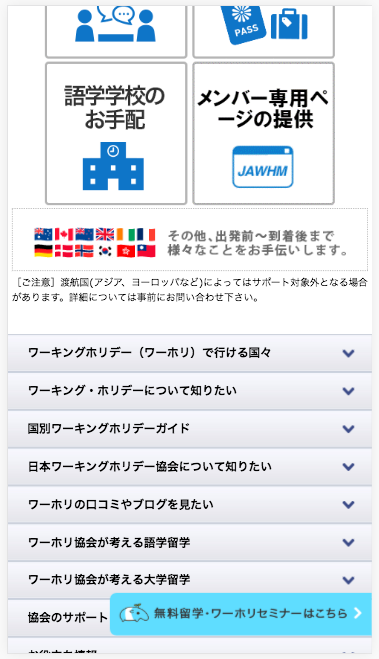 PASS
語学学校の
お手配
メンバー専用ペ
ージの提供
JAWHM
その他、出発前〜到着後まで
様々なことをお手伝いします。
［ご注意］渡航国(アジア、ヨーロッパなど)によってはサポート対象外となる場合
があります。詳細については事前にお問い合わせ下さい。
ワーキングホリデー（ワーホリ）で行ける国々
ワーキング・ホリデーについて知りたい
国別ワーキングホリデーガイド
日本ワーキングホリデー協会について知りたい
ワーホリの口コミやブログを見たい
ワーホリ協会が考える語学留学
ワーホリ協会が考える大学留学
協会のサポート
無料留学・ワーホリセミナーはこちら